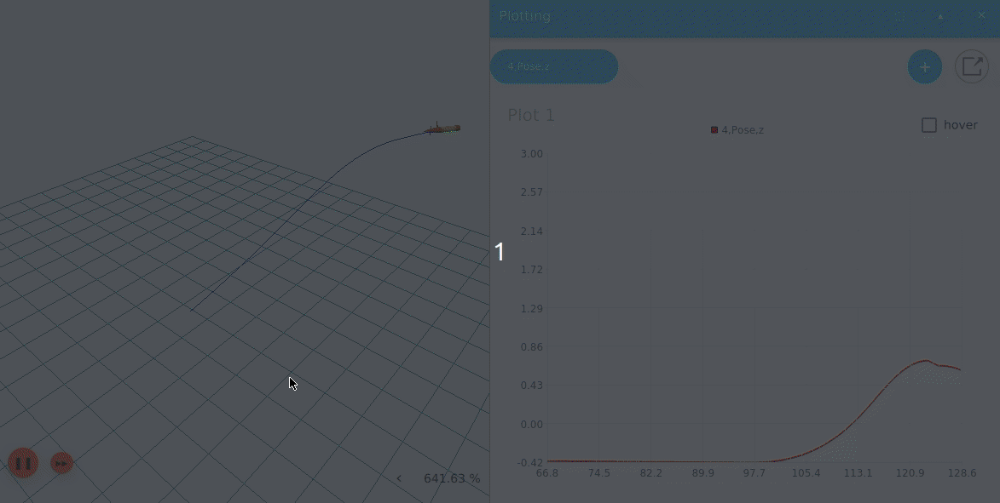 Plotting
4,Pose,z
Plot 1
4,Pose,z
hover
3.00
2.57
2.14
1.72
1.29
0.86
0.43
0.00
-0.42
66.8 74.5 82.2 89.9 97.7 105.4 113.1 120.9 128.6
1
641.63 %